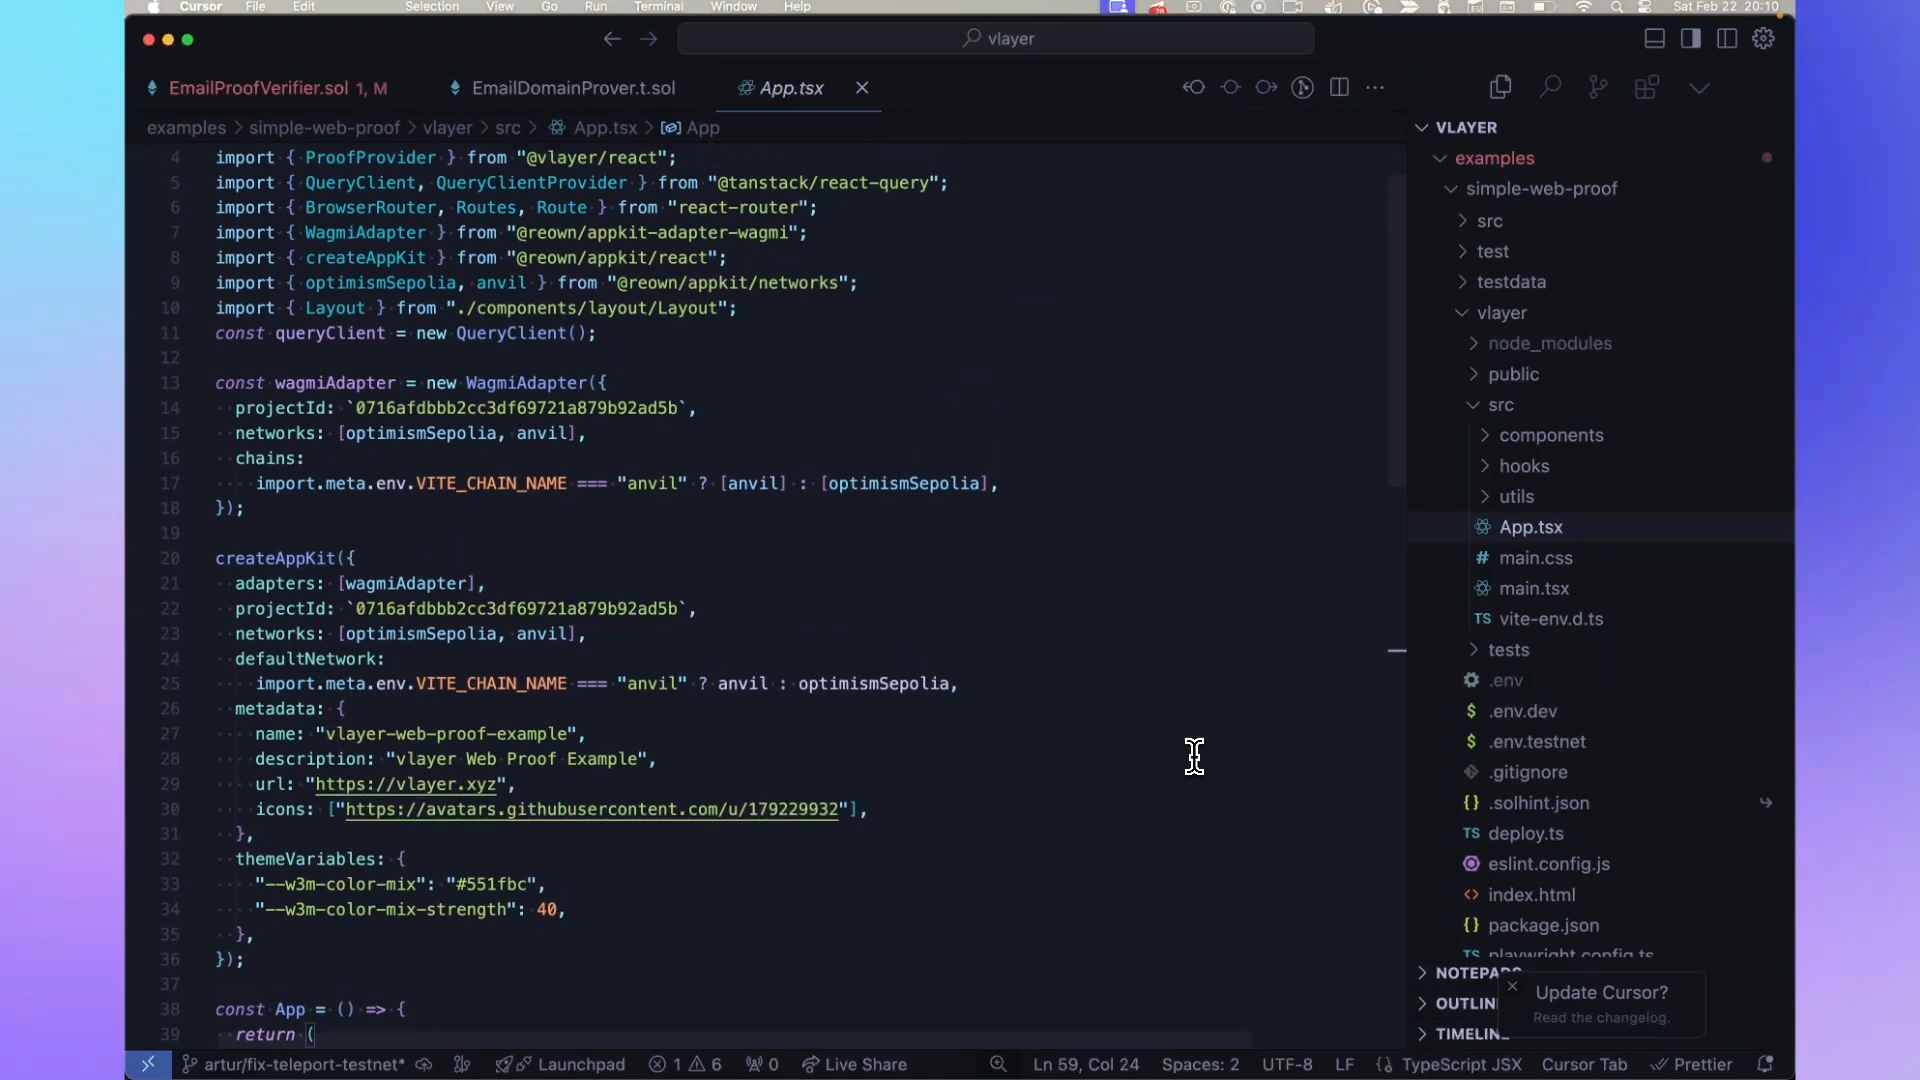 Cursor File Edit Selection View Go Run Terminal Window Help Sat Feb 22 20:10
vlayer
EmailProofVerifier.sol 1, M EmailDomainProver.t.sol App.tsx
examples > simple-web-proof > vlayer > src > App.tsx > App
4 import { ProofProvider } from "@vlayer/react";
5 import { QueryClient, QueryClientProvider } from "@tanstack/react-query";
6 import { BrowserRouter, Routes, Route } from "react-router";
7 import { WagmiAdapter } from "@reown/appkit-adapter-wagmi";
8 import { createAppKit } from "@reown/appkit/react";
9 import { optimismSepolia, anvil } from "@reown/appkit/networks";
10 import { Layout } from "./components/layout/Layout";
11 const queryClient = new QueryClient();
12
13 const wagmiAdapter = new WagmiAdapter({
14 projectId: `0716afdbbb2cc3df69721a879b92ad5b`,
15 networks: [optimismSepolia, anvil],
16 chains:
17 import.meta.env.VITE_CHAIN_NAME === "anvil" ? [anvil] : [optimismSepolia],
18 });
19
20 createAppKit({
21 adapters: [wagmiAdapter],
22 projectId: `0716afdbbb2cc3df69721a879b92ad5b`,
23 networks: [optimismSepolia, anvil],
24 defaultNetwork:
25 import.meta.env.VITE_CHAIN_NAME === "anvil" ? anvil : optimismSepolia,
26 metadata: {
27 name: "vlayer-web-proof-example",
28 description: "vlayer Web Proof Example",
29 url: "https://vlayer.xyz",
30 icons: ["https://avatars.githubusercontent.com/u/179229932"],
31 },
32 themeVariables: {
33 "--w3m-color-mix": "#551fbc",
34 "--w3m-color-mix-strength": 40,
35 },
36 });
37
38 const App = () => {
39 return (
VLAYER
examples
simple-web-proof
src
test
testdata
vlayer
node_modules
public
src
components
hooks
utils
App.tsx
# main.css
main.tsx
TS vite-env.d.ts
tests
.env
$ .env.dev
$ .env.testnet
.gitignore
{} .solhint.json
TS deploy.ts
eslint.config.js
<> index.html
{} package.json
TS playwright.config.ts
NOTEPADS
OUTLIN
TIMELINE
Update Cursor?
Read the changelog.
artur/fix-teleport-testnet* Launchpad 1 6 0 Live Share Ln 59, Col 24 Spaces: 2 UTF-8 LF {} TypeScript JSX Cursor Tab Prettier